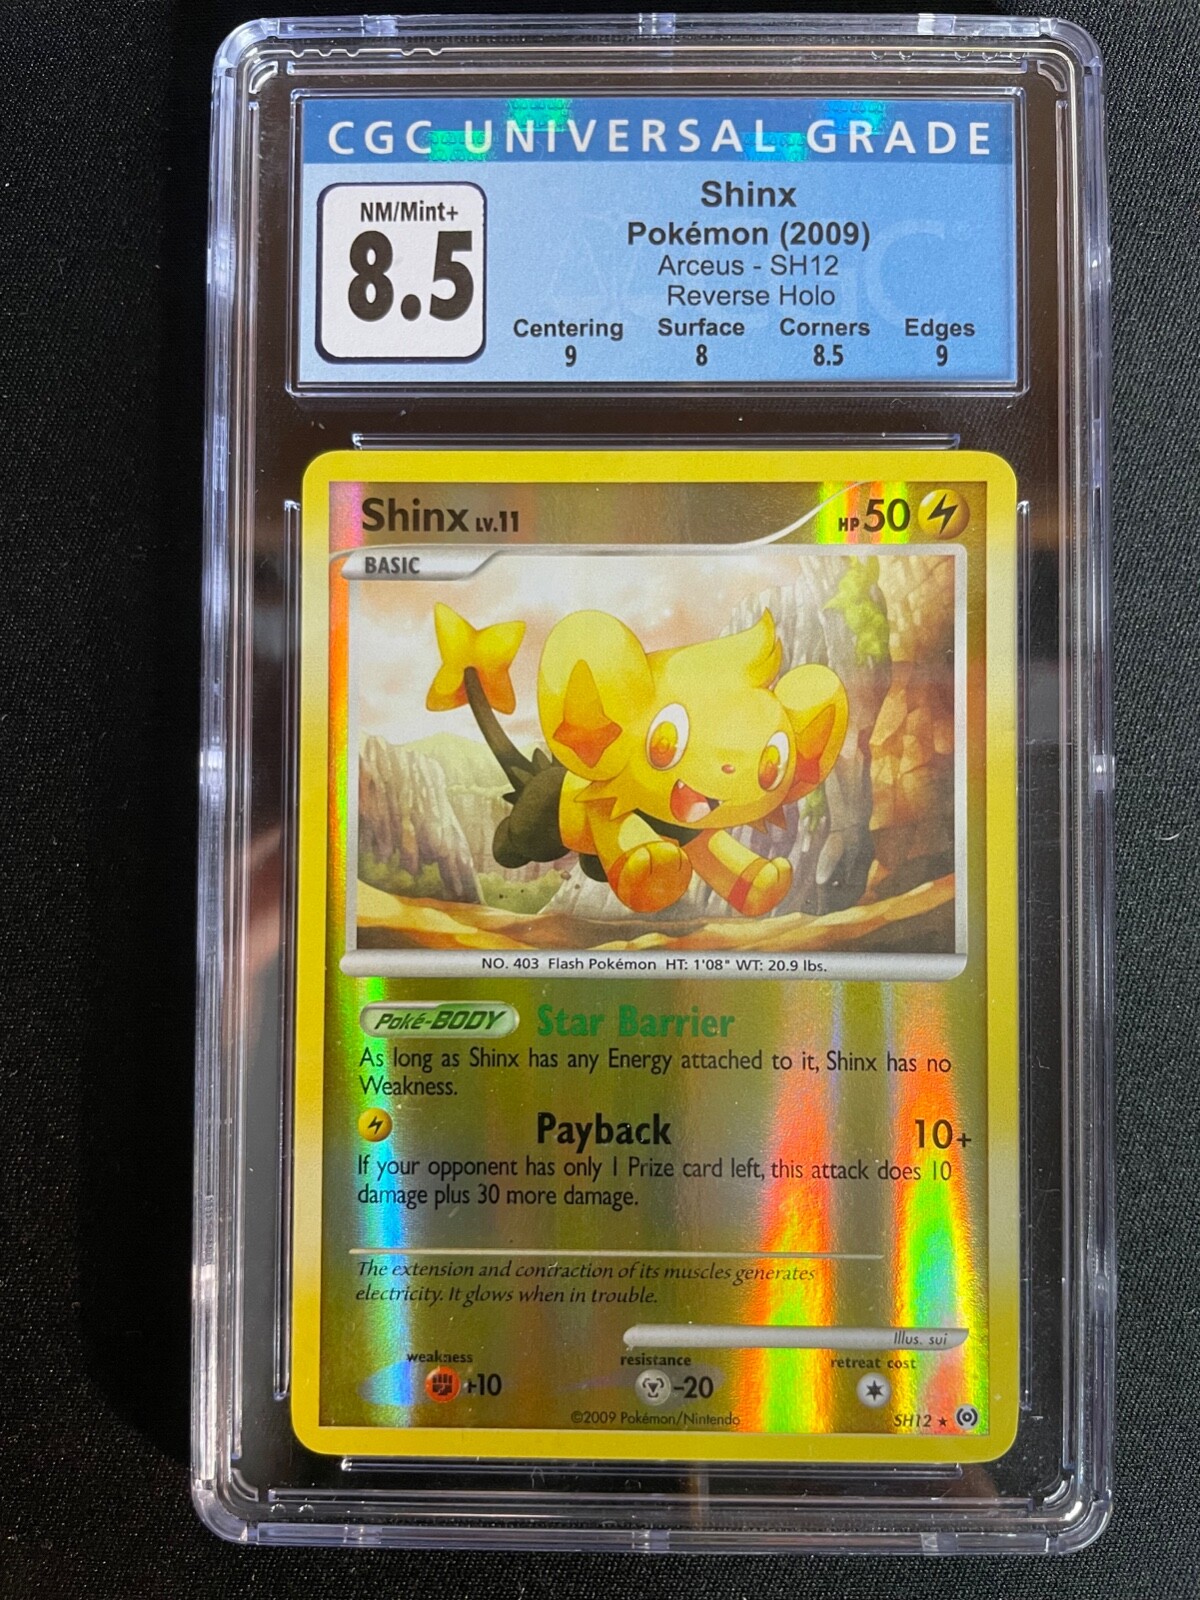 CGC UNIVERSAL GRADE
NM/Mint+
8.5
Shinx
Pokémon (2009)
Arceus - SH12
Reverse Holo
Centering Surface Corners Edges
9 8 8.5 9
Shinx LV.11
HP 50
BASIC
NO. 403 Flash Pokémon HT: 1'08" WT: 20.9 lbs.
Poké-BODY Star Barrier
As long as Shinx has any Energy attached to it, Shinx has no
Weakness.
Payback 10+
If your opponent has only 1 Prize card left, this attack does 10
damage plus 30 more damage.
The extension and contraction of its muscles generates
electricity. It glows when in trouble.
Illus. sui
weakness resistance retreat cost
+10 -20
©2009 Pokémon/Nintendo SH12 ★